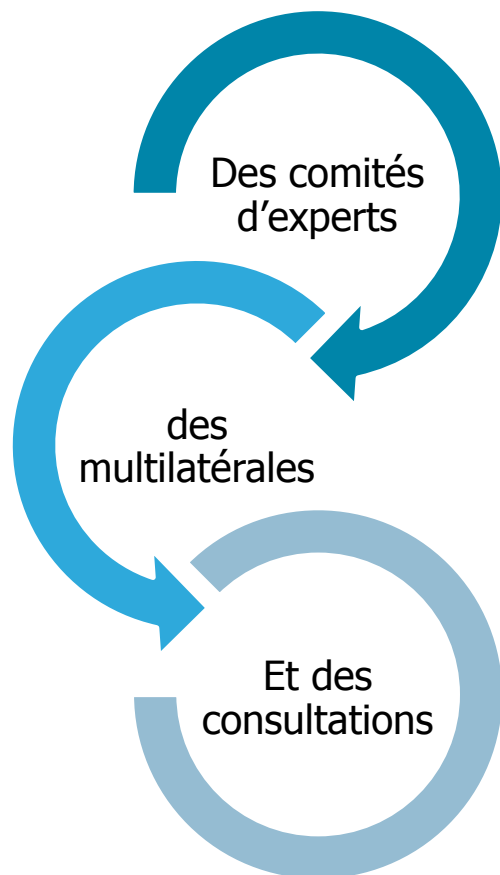 Des comités
d’experts
des
multilatérales
Et des
consultations